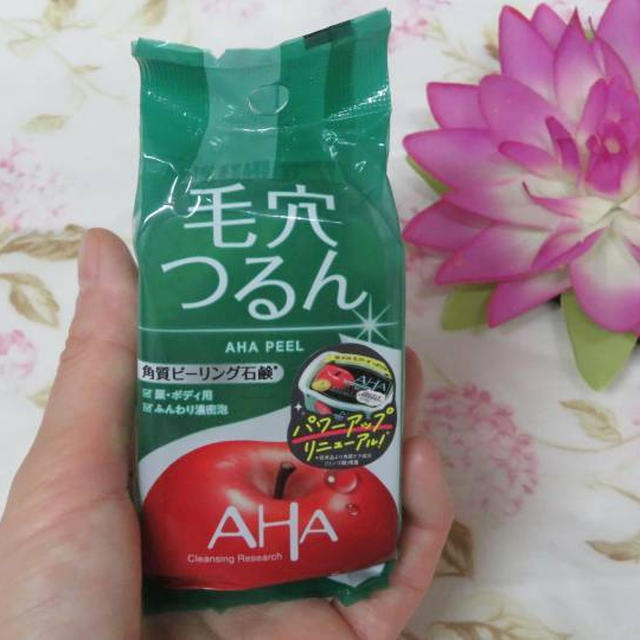 毛穴
つるん
AHA PEEL
角質ピーリング石鹸*
顔・ボディ用
ふんわり濃密泡
AHA
パワーアップ
リニューアル!
AHA
Cleansing Research